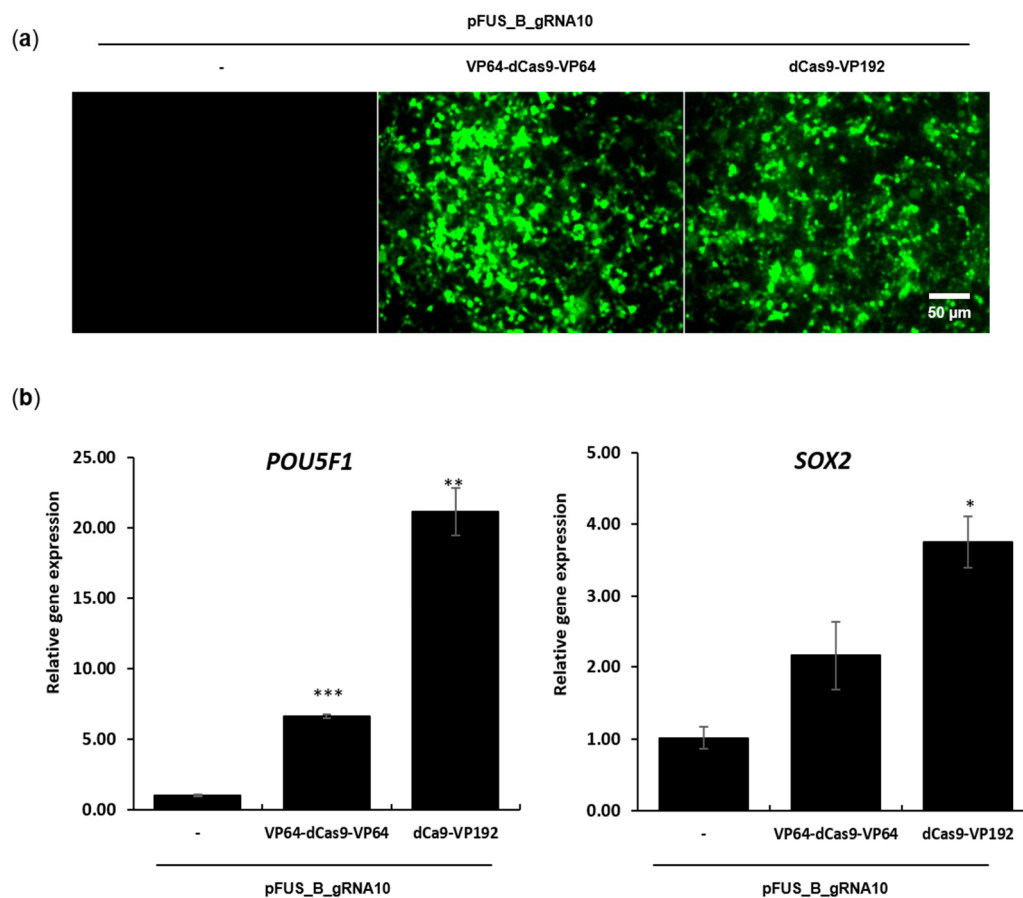 (a)
pFUS_B_gRNA10
- VP64-dCas9-VP64 dCas9-VP192
50 µm
(b)
POU5F1
Relative gene expression
25.00
20.00
15.00
10.00
5.00
0.00
***
**
- VP64-dCas9-VP64 dCa9-VP192
pFUS_B_gRNA10
SOX2
Relative gene expression
5.00
4.00
3.00
2.00
1.00
0.00
*
- VP64-dCas9-VP64 dCas9-VP192
pFUS_B_gRNA10